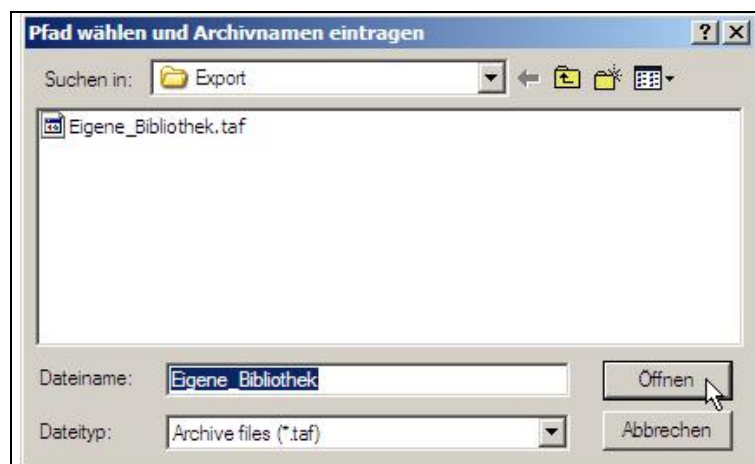 Pfad wählen und Archivnamen eintragen
Suchen in: Export
Eigene_Bibliothek.taf
Dateiname: Eigene_Bibliothek Öffnen
Dateityp: Archive files (*.taf) Abbrechen